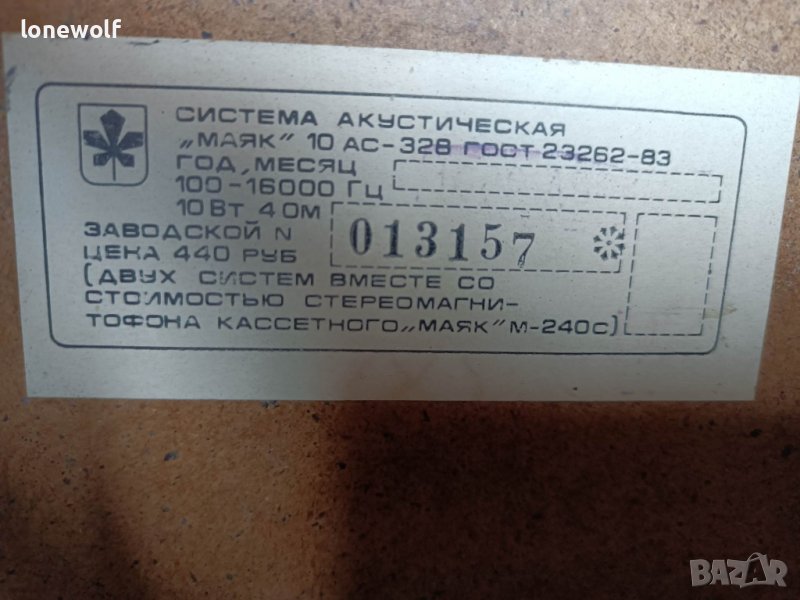 lonewolf
СИСТЕМА АКУСТИЧЕСКАЯ
„МАЯК" 10 АС-328 ГОСТ 23262-83
ГОД, МЕСЯЦ
100-16000 ГЦ
10 ВТ 4 ОМ
ЗАВОДСКОЙ N 013157
ЦЕНА 440 РУБ
(ДВУХ СИСТЕМ ВМЕСТЕ СО
СТОИМОСТЬЮ СТЕРЕОМАГНИ-
ТОФОНА КАССЕТНОГО „МАЯК" М-240С)
BAZAR